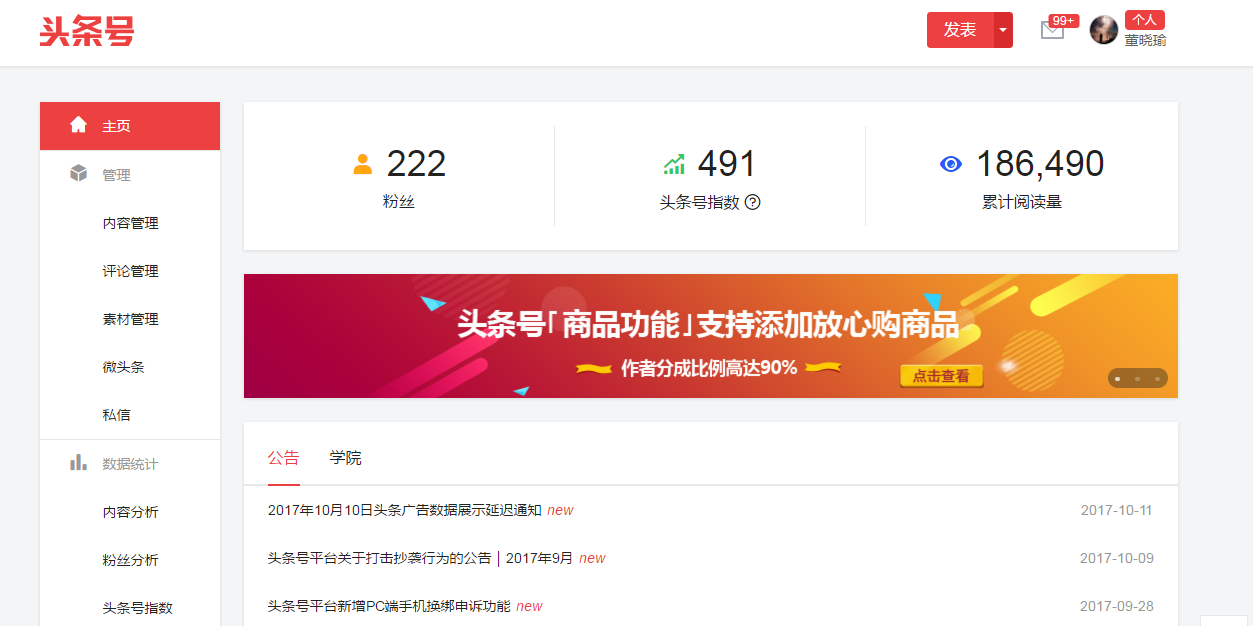 头条号
发表
99+
个人
董晓瑜
主页
管理
内容管理
评论管理
素材管理
微头条
私信
数据统计
内容分析
粉丝分析
头条号指数
222
粉丝
491
头条号指数
186,490
累计阅读量
头条号「商品功能」支持添加放心购商品
作者分成比例高达90%
点击查看
公告 学院
2017年10月10日头条广告数据展示延迟通知 new 2017-10-11
头条号平台关于打击抄袭行为的公告 | 2017年9月 new 2017-10-09
头条号平台新增PC端手机换绑申诉功能 new 2017-09-28